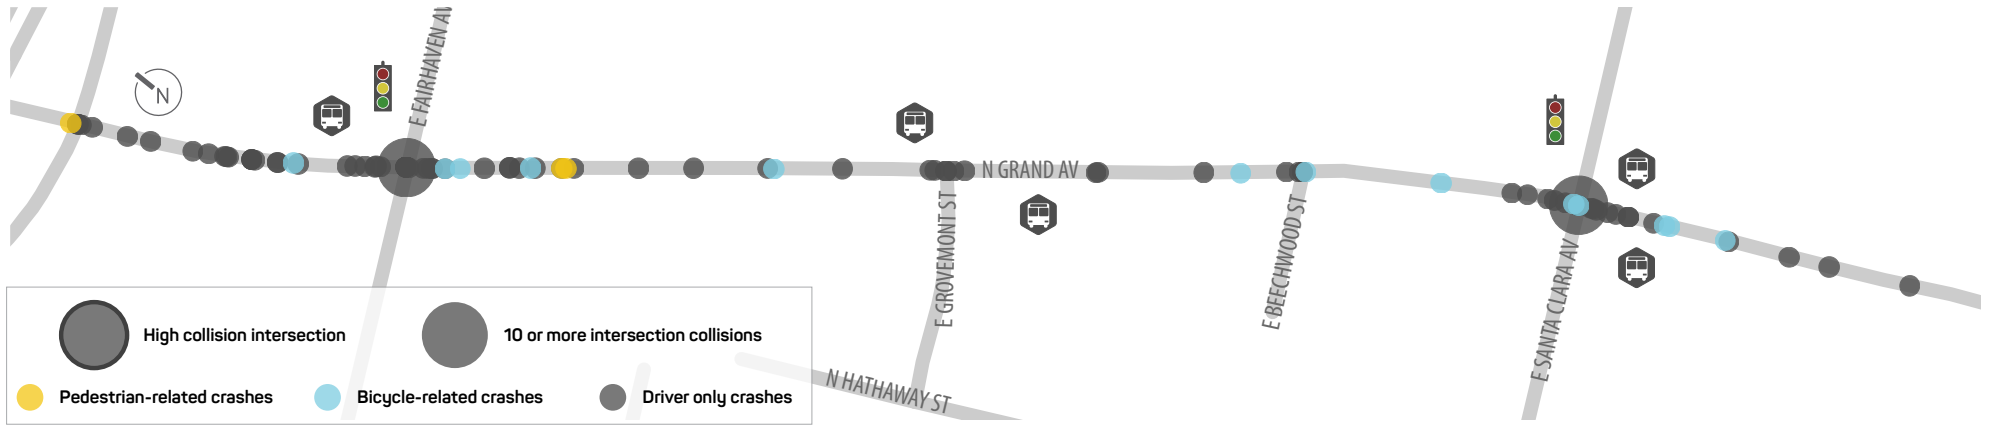 N
E FAIRHAVEN AV
N GRAND AV
E GROVEMONT ST
E BEECHWOOD ST
E SANTA CLARA AV
N HATHAWAY ST
High collision intersection
10 or more intersection collisions
Pedestrian-related crashes
Bicycle-related crashes
Driver only crashes